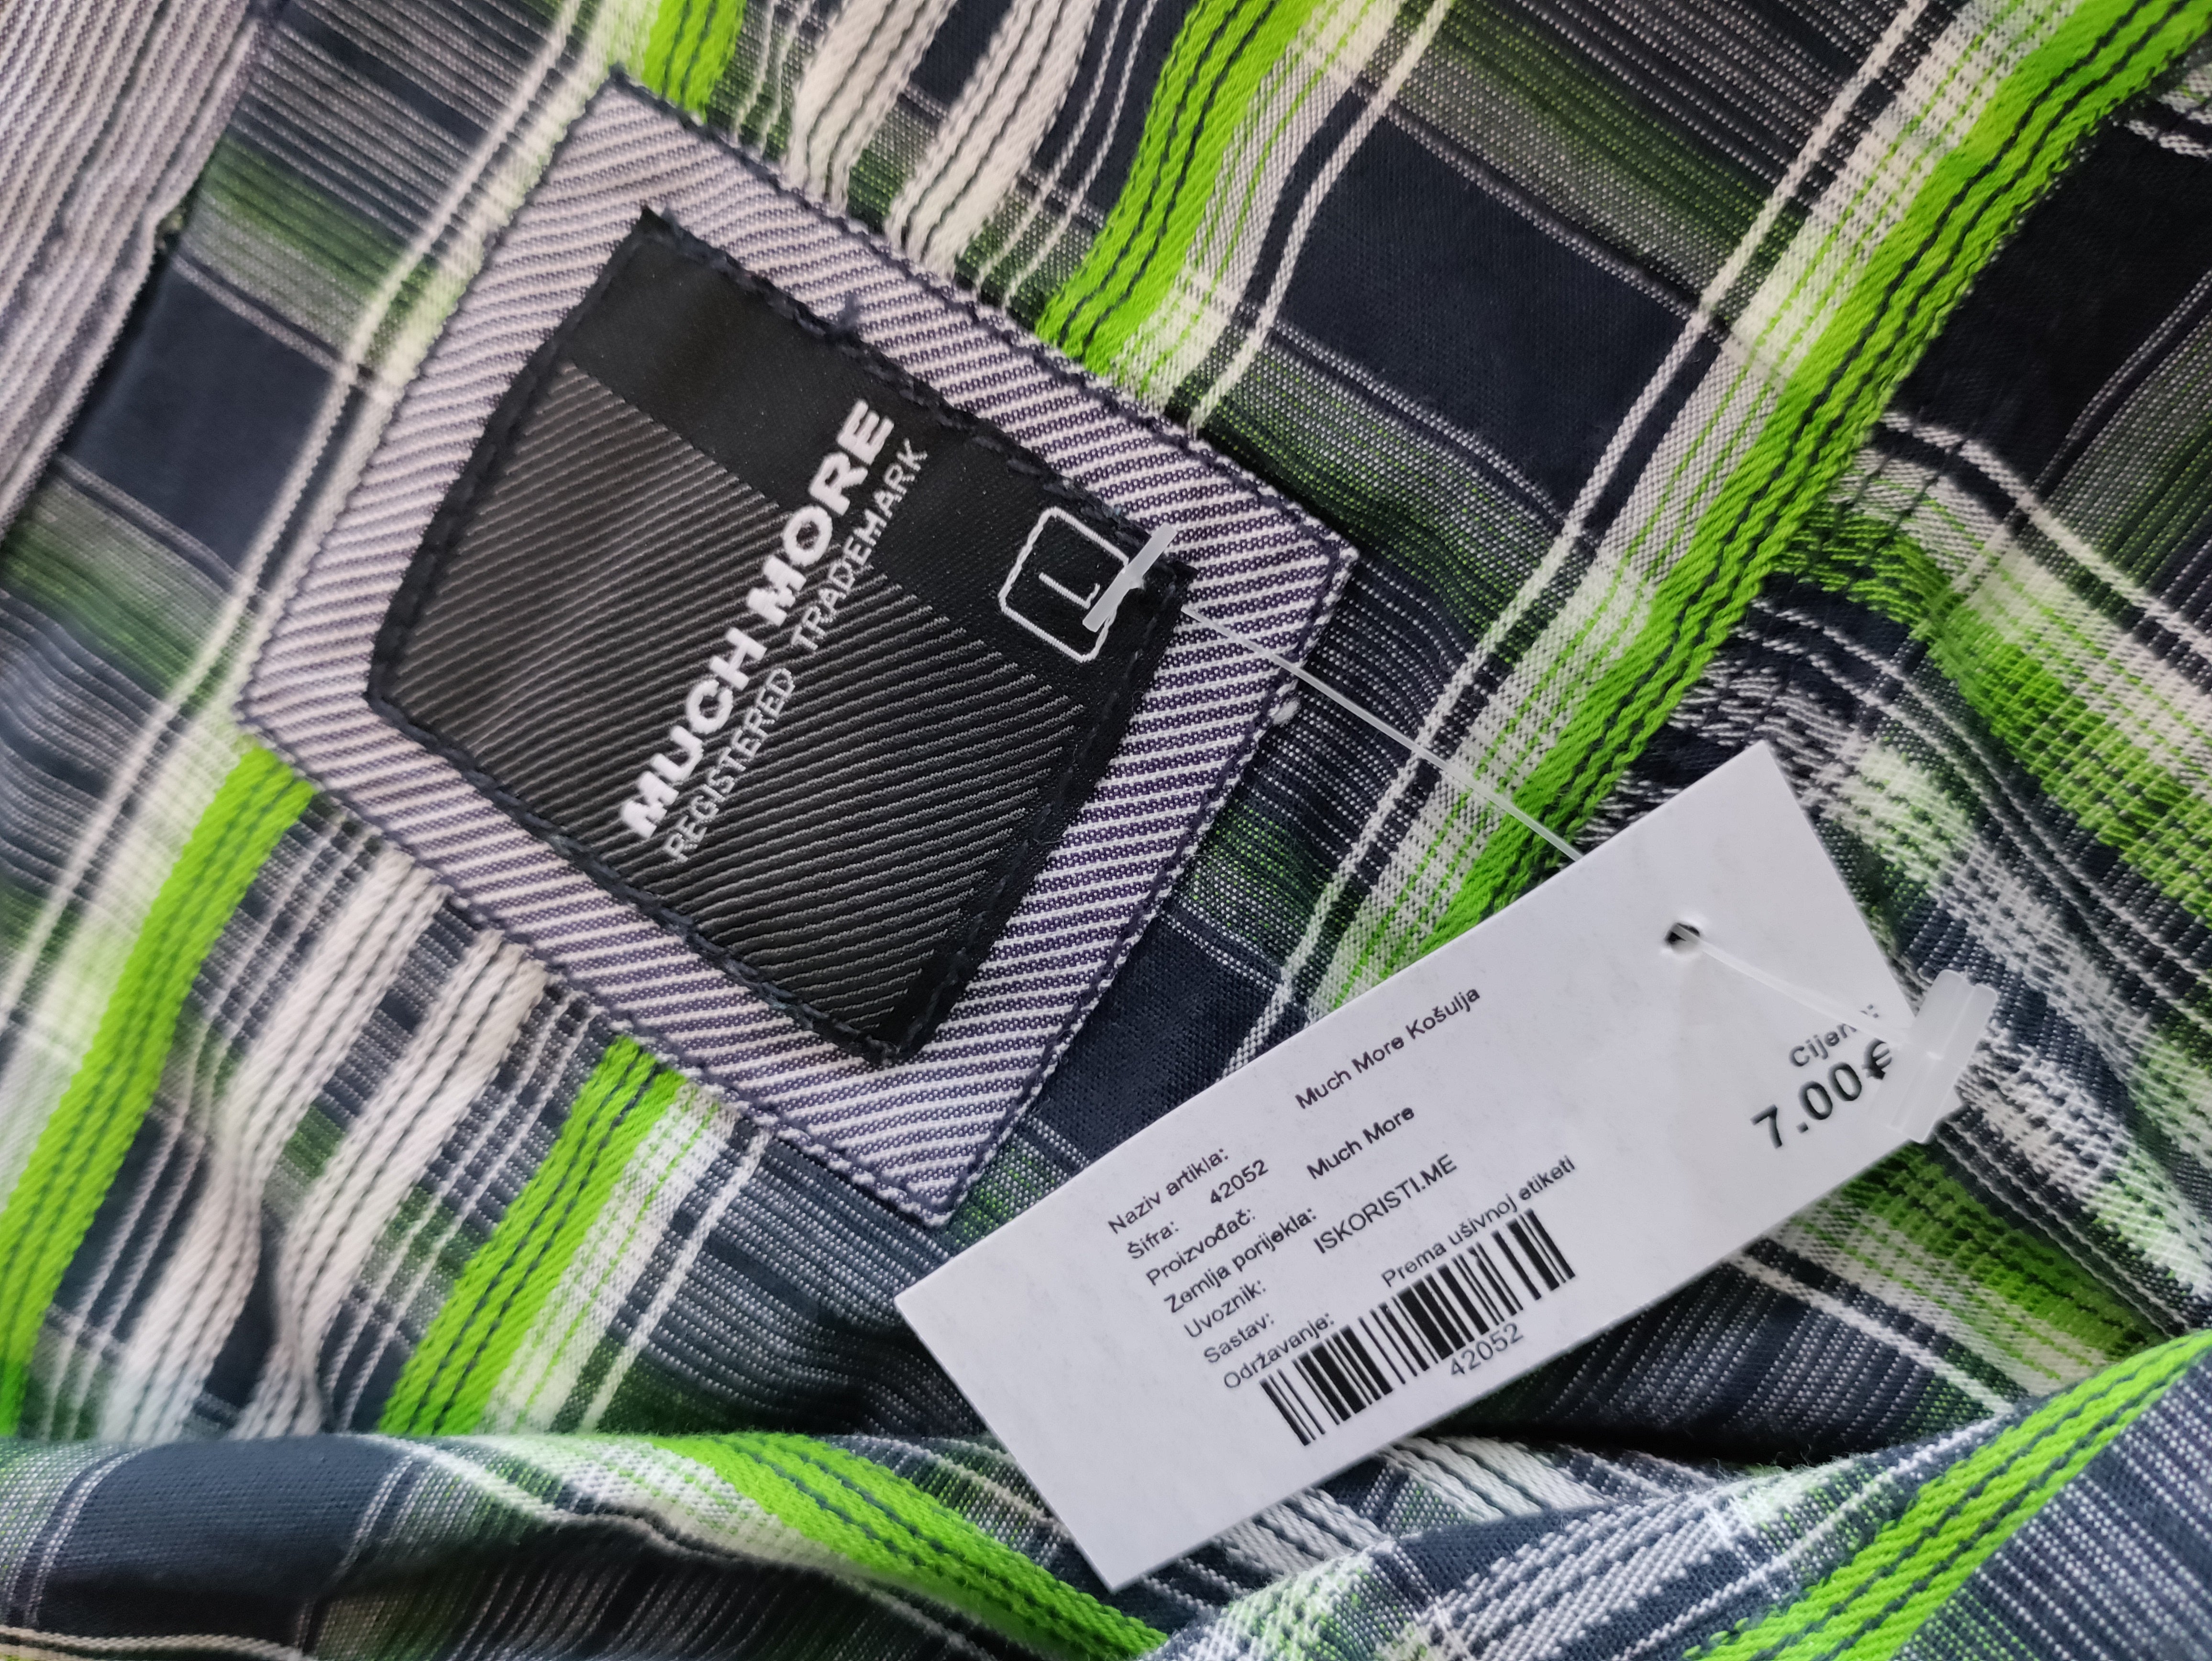 MUCH MORE
REGISTERED TRADEMARK
L
Naziv artikla: Much More Košulja
Šifra: 42052
Proizvođač: Much More
Zemlja porijekla:
Uvoznik: ISKORISTI.ME
Sastav:
Održavanje: Prema ušivnoj etiketi
42052
7.00€